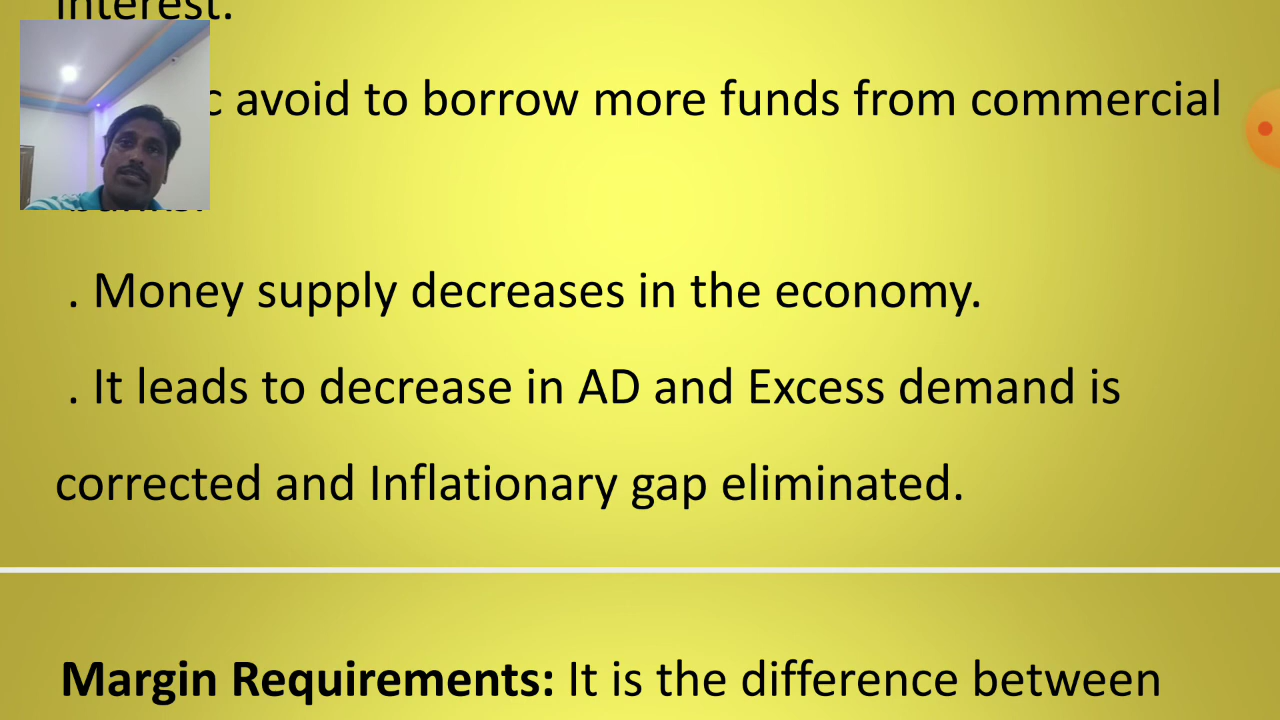 interest.
avoid to borrow more funds from commercial
. Money supply decreases in the economy.
. It leads to decrease in AD and Excess demand is
corrected and Inflationary gap eliminated.
Margin Requirements: It is the difference between